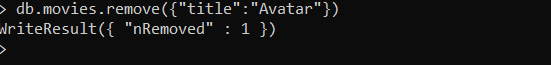 > db.movies.remove({"title":"Avatar"})
WriteResult({ "nRemoved" : 1 })
>